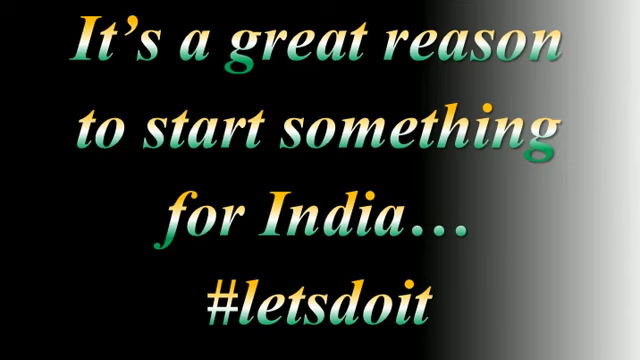 It’s a great reason
to start something
for India…
#letsdoit